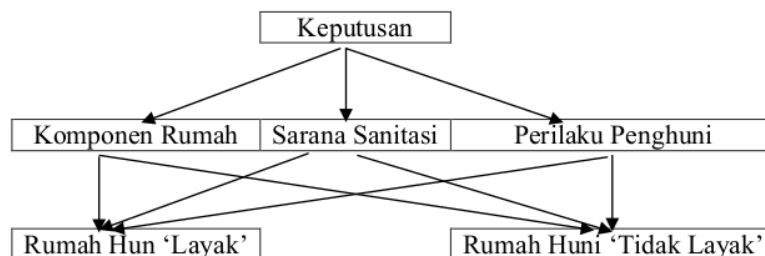 Keputusan
Komponen Rumah Sarana Sanitasi Perilaku Penghuni
Rumah Hun ‘Layak’ Rumah Huni ‘Tidak Layak’